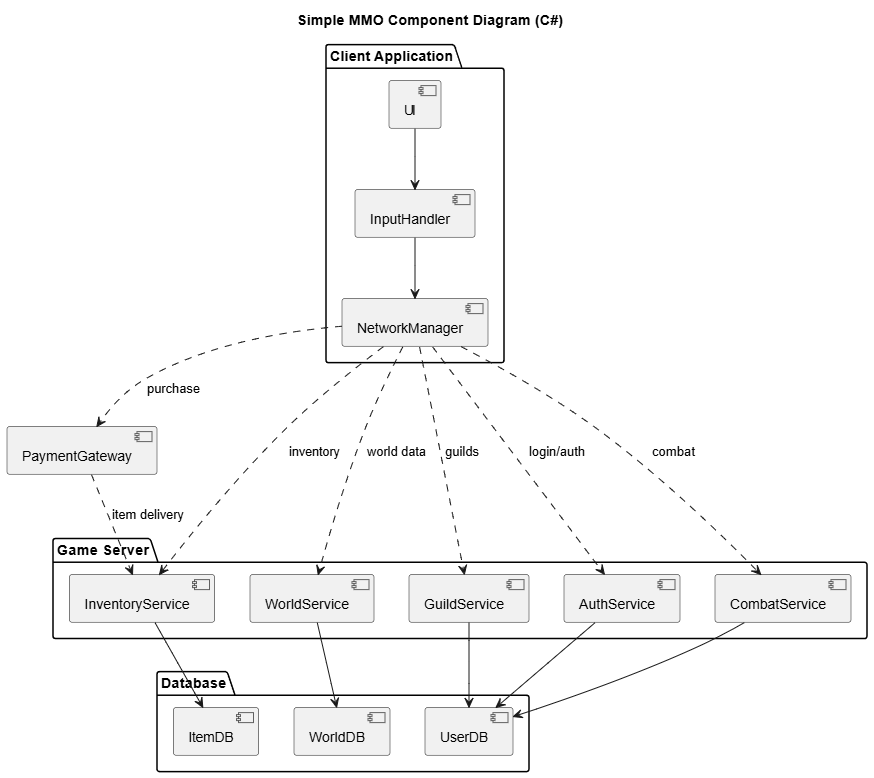 Simple MMO Component Diagram (C#)
Client Application
UI
InputHandler
NetworkManager
purchase
PaymentGateway
inventory
world data
guilds
login/auth
combat
item delivery
Game Server
InventoryService
WorldService
GuildService
AuthService
CombatService
Database
ItemDB
WorldDB
UserDB